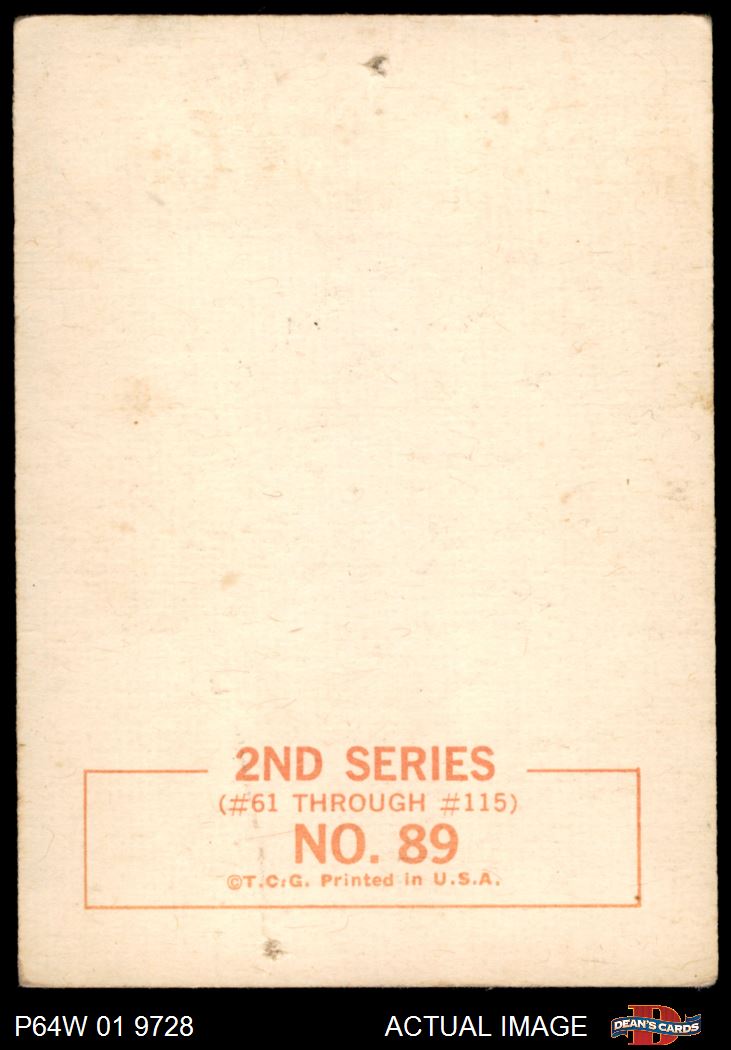 2ND SERIES
(#61 THROUGH #115)
NO. 89
©T.C.G. Printed in U.S.A.
P64W 01 9728
ACTUAL IMAGE
DEAN'S CARDS